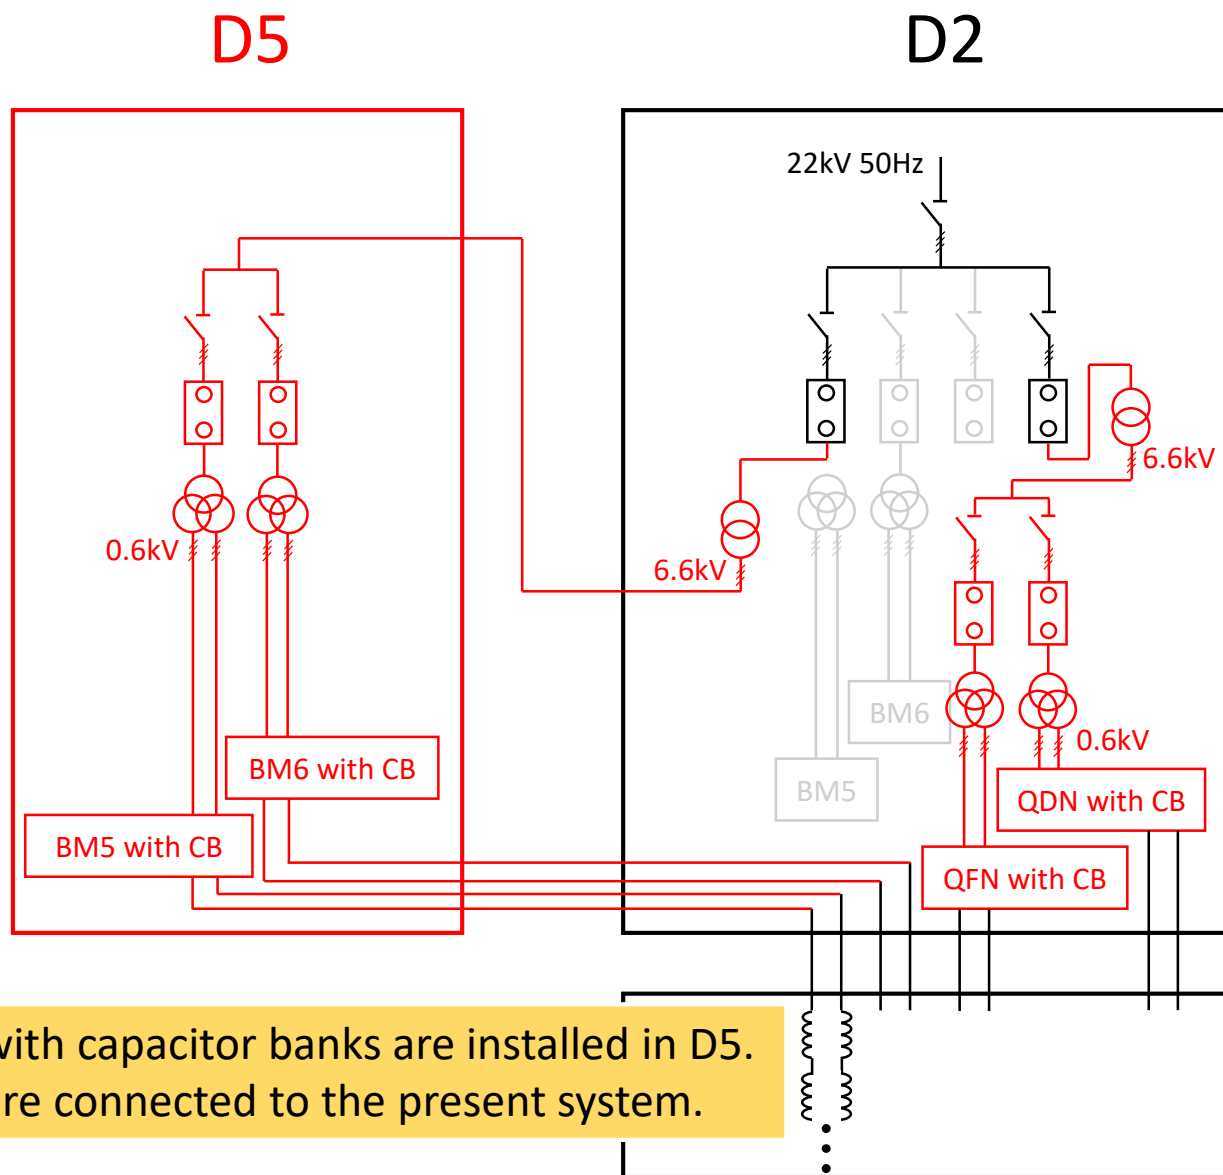 D5
D2
22kV 50Hz
6.6kV
0.6kV
6.6kV
BM6
0.6kV
BM6 with CB
BM5
QDN with CB
BM5 with CB
QFN with CB
with capacitor banks are installed in D5.
re connected to the present system.